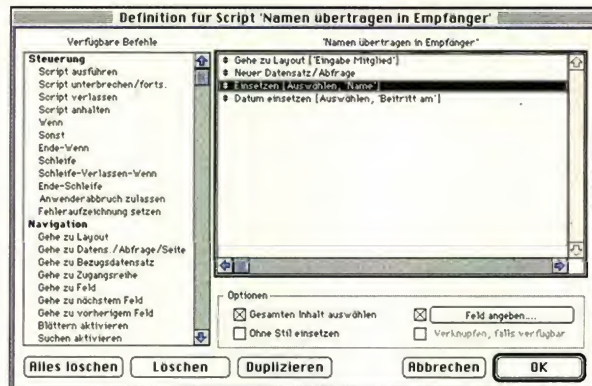 Definition für Script 'Namen übertragen in Empfänger'
Verfügbare Befehle
Steuerung
Script ausführen
Script unterbrechen/forts.
Script verlassen
Script anhalten
Wenn
Sonst
Ende-Wenn
Schleife
Schleife-Verlassen-Wenn
Ende-Schleife
Anwenderabbruch zulassen
Fehleraufzeichnung setzen
Navigation
Gehe zu Layout
Gehe zu Datens./Abfrage/Seite
Gehe zu Bezugsdatensatz
Gehe zu Zugangsreihe
Gehe zu Feld
Gehe zu nächstem Feld
Gehe zu vorherigem Feld
Blättern aktivieren
Suchen aktivieren
"Namen übertragen in Empfänger"
Gehe zu Layout ['Eingabe Mitglied']
Neuer Datensatz/Abfrage
Einsetzen [Auswählen, 'Name']
Datum einsetzen [Auswählen, 'Beitritt am']
Optionen
Gesamten Inhalt auswählen
Feld angeben....
Ohne Stil einsetzen
Verknüpfen, falls verfügbar
Alles löschen
Löschen
Duplizieren
Abbrechen
OK